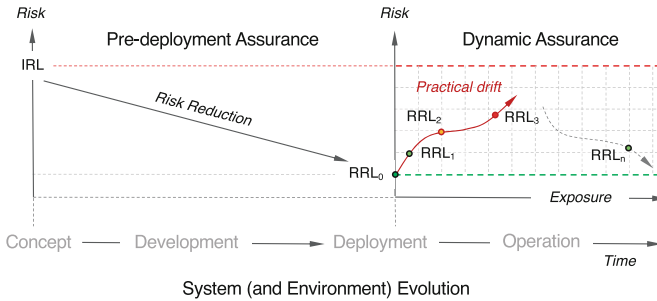 Risk
Risk
Pre-deployment Assurance
Dynamic Assurance
IRL
Practical drift
Risk Reduction
RRL2
RRL3
RRL1
RRLn
RRL0
Exposure
Concept
Development
Deployment
Operation
Time
System (and Environment) Evolution